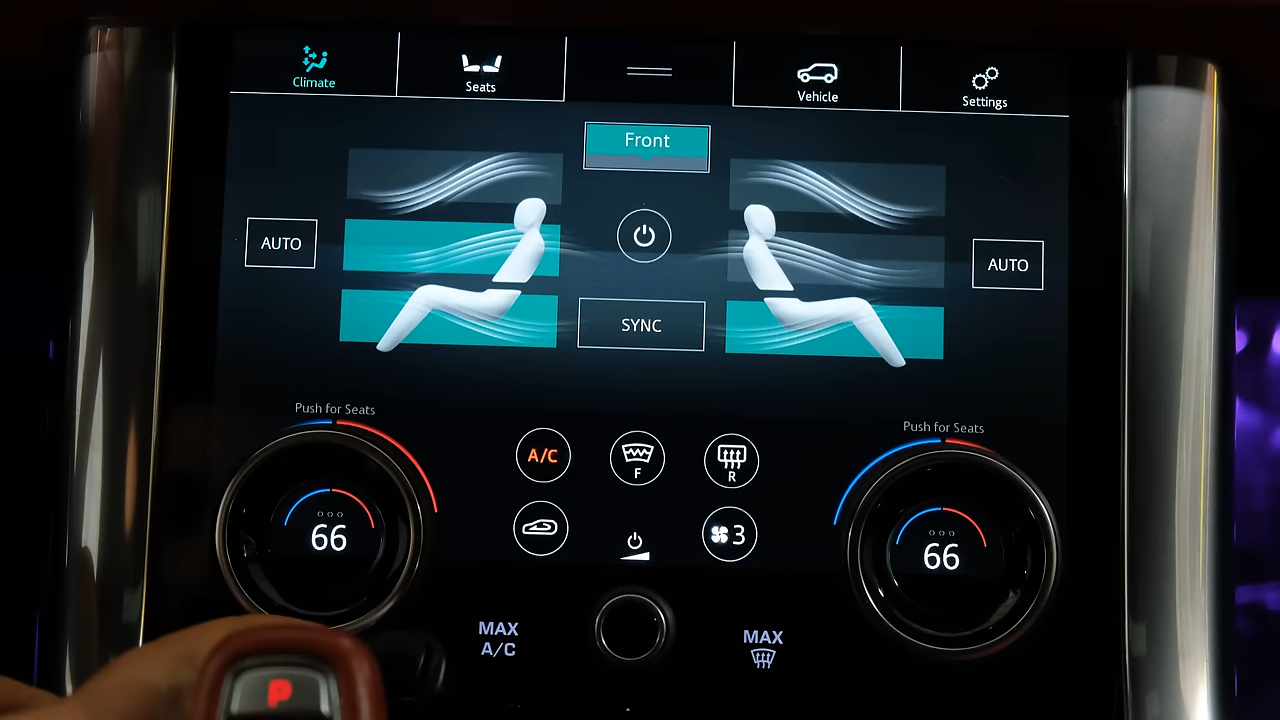 Climate
Seats
Vehicle
Settings
Front
AUTO
AUTO
SYNC
Push for Seats
Push for Seats
A/C
F
R
66
3
66
MAX
A/C
MAX
P